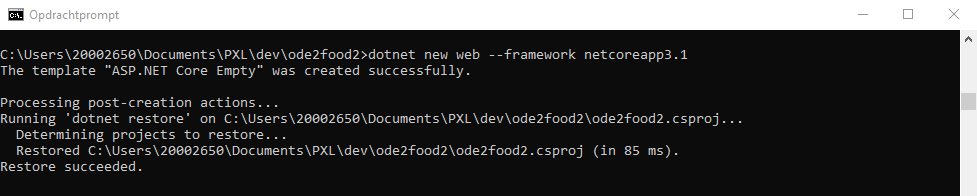 Opdrachtprompt
C:\Users\20002650\Documents\PXL\dev\ode2food2>dotnet new web --framework netcoreapp3.1
The template "ASP.NET Core Empty" was created successfully.
Processing post-creation actions...
Running 'dotnet restore' on C:\Users\20002650\Documents\PXL\dev\ode2food2\ode2food2.csproj...
  Determining projects to restore...
  Restored C:\Users\20002650\Documents\PXL\dev\ode2food2\ode2food2.csproj (in 85 ms).
Restore succeeded.